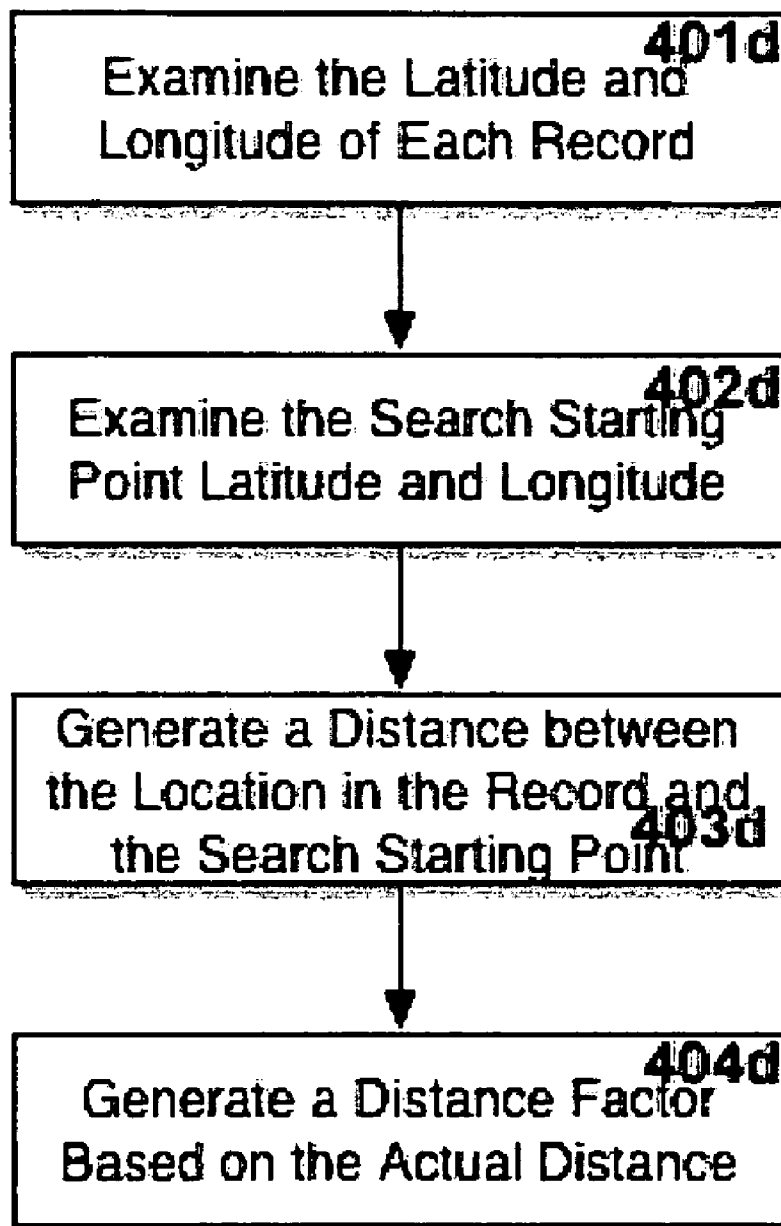 401d
Examine the Latitude and
Longitude of Each Record
402d
Examine the Search Starting
Point Latitude and Longitude
Generate a Distance between
the Location in the Record and
403d
the Search Starting Point
404d
Generate a Distance Factor
Based on the Actual Distance